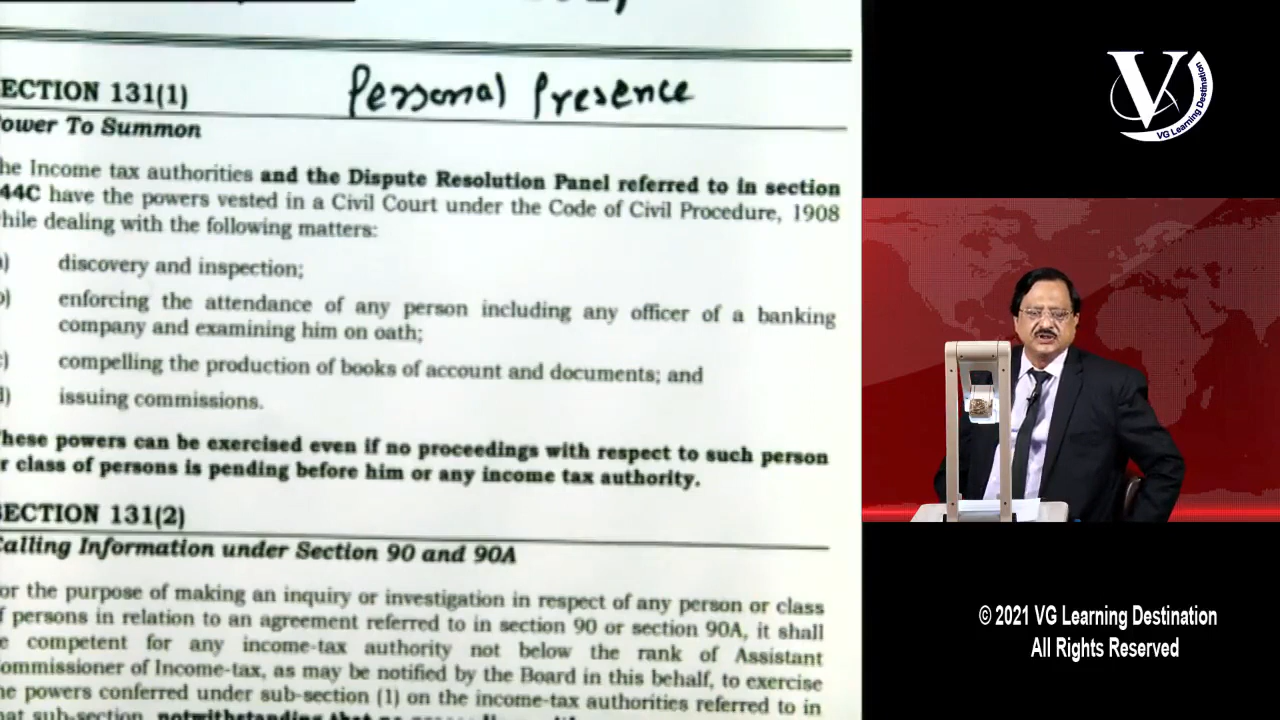 ECTION 131(1)
Personal Presence
ower To Summon
he Income tax authorities and the Dispute Resolution Panel referred to in section
44C have the powers vested in a Civil Court under the Code of Civil Procedure, 1908
hile dealing with the following matters:
) discovery and inspection;
) enforcing the attendance of any person including any officer of a banking
company and examining him on oath;
) compelling the production of books of account and documents; and
) issuing commissions.
hese powers can be exercised even if no proceedings with respect to such person
r class of persons is pending before him or any income tax authority.
SECTION 131(2)
Calling Information under Section 90 and 90A
or the purpose of making an inquiry or investigation in respect of any person or class
f persons in relation to an agreement referred to in section 90 or section 90A, it shall
e competent for any income-tax authority not below the rank of Assistant
ommissioner of Income-tax, as may be notified by the Board in this behalf, to exercise
he powers conferred under sub-section (1) on the income-tax authorities referred to in
hat sub-section, notwithstanding that no
V
VG Learning Destination
© 2021 VG Learning Destination
All Rights Reserved